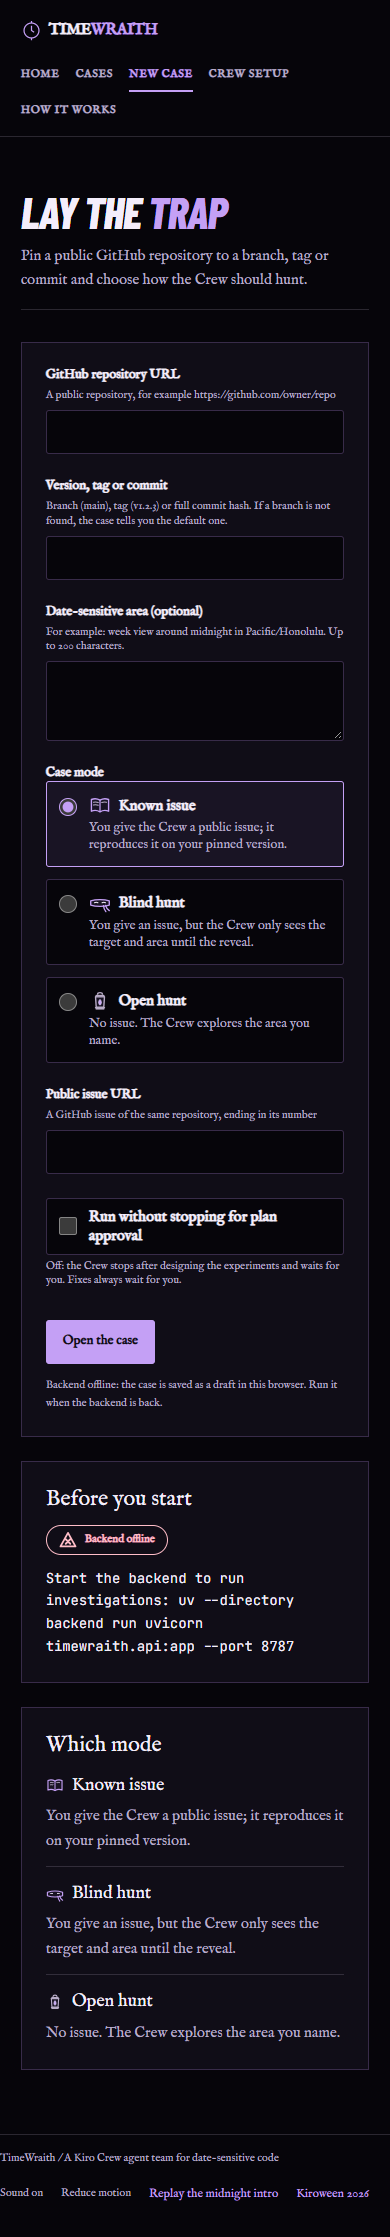 TIMEWRAITH
HOME CASES NEW CASE CREW SETUP
HOW IT WORKS
LAY THE TRAP
Pin a public GitHub repository to a branch, tag or
commit and choose how the Crew should hunt.
GitHub repository URL
A public repository, for example https://github.com/owner/repo
Version, tag or commit
Branch (main), tag (v1.2.3) or full commit hash. If a branch is not
found, the case tells you the default one.
Date-sensitive area (optional)
For example: week view around midnight in Pacific/Honolulu. Up
to 200 characters.
Case mode
Known issue
You give the Crew a public issue; it
reproduces it on your pinned version.
Blind hunt
You give an issue, but the Crew only sees the
target and area until the reveal.
Open hunt
No issue. The Crew explores the area you
name.
Public issue URL
A GitHub issue of the same repository, ending in its number
Run without stopping for plan
approval
Off: the Crew stops after designing the experiments and waits for
you. Fixes always wait for you.
Open the case
Backend offline: the case is saved as a draft in this browser. Run it
when the backend is back.
Before you start
Backend offline
Start the backend to run
investigations: uv --directory
backend run uvicorn
timewraith.api:app --port 8787
Which mode
Known issue
You give the Crew a public issue; it reproduces it
on your pinned version.
Blind hunt
You give an issue, but the Crew only sees the
target and area until the reveal.
Open hunt
No issue. The Crew explores the area you name.
TimeWraith /A Kiro Crew agent team for date-sensitive code
Sound on Reduce motion Replay the midnight intro Kiroween 2026